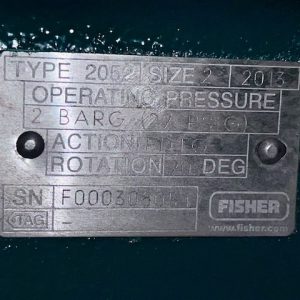 TYPE 2052 SIZE 2 2013
OPERATING PRESSURE
2 BARG
ACTION
ROTATION DEG
SN
FISHER
TAG -
www.fisher.com